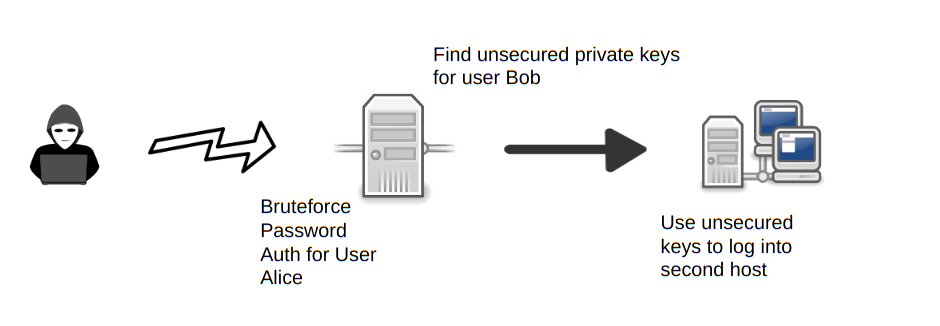 Find unsecured private keys
for user Bob
Bruteforce
Password
Auth for User
Alice
Use unsecured
keys to log into
second host